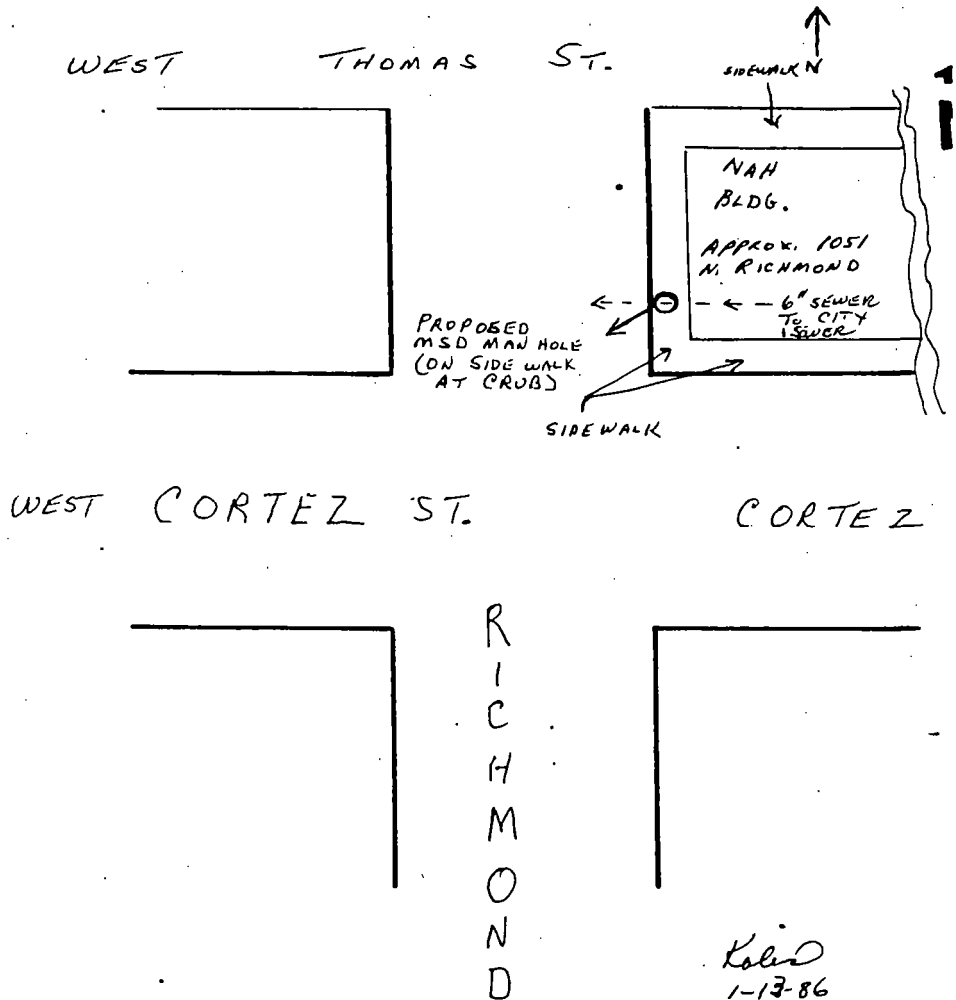 WEST THOMAS ST.
SIDEWALK N
NAH
BLDG.
APPROX. 1051
N. RICHMOND
6" SEWER
TO CITY
SEWER
PROPOSED
MSD MAN HOLE
(ON SIDE WALK
AT CRUB)
SIDEWALK
WEST CORTEZ ST. CORTEZ
R
I
C
H
M
O
N
D
1-13-86